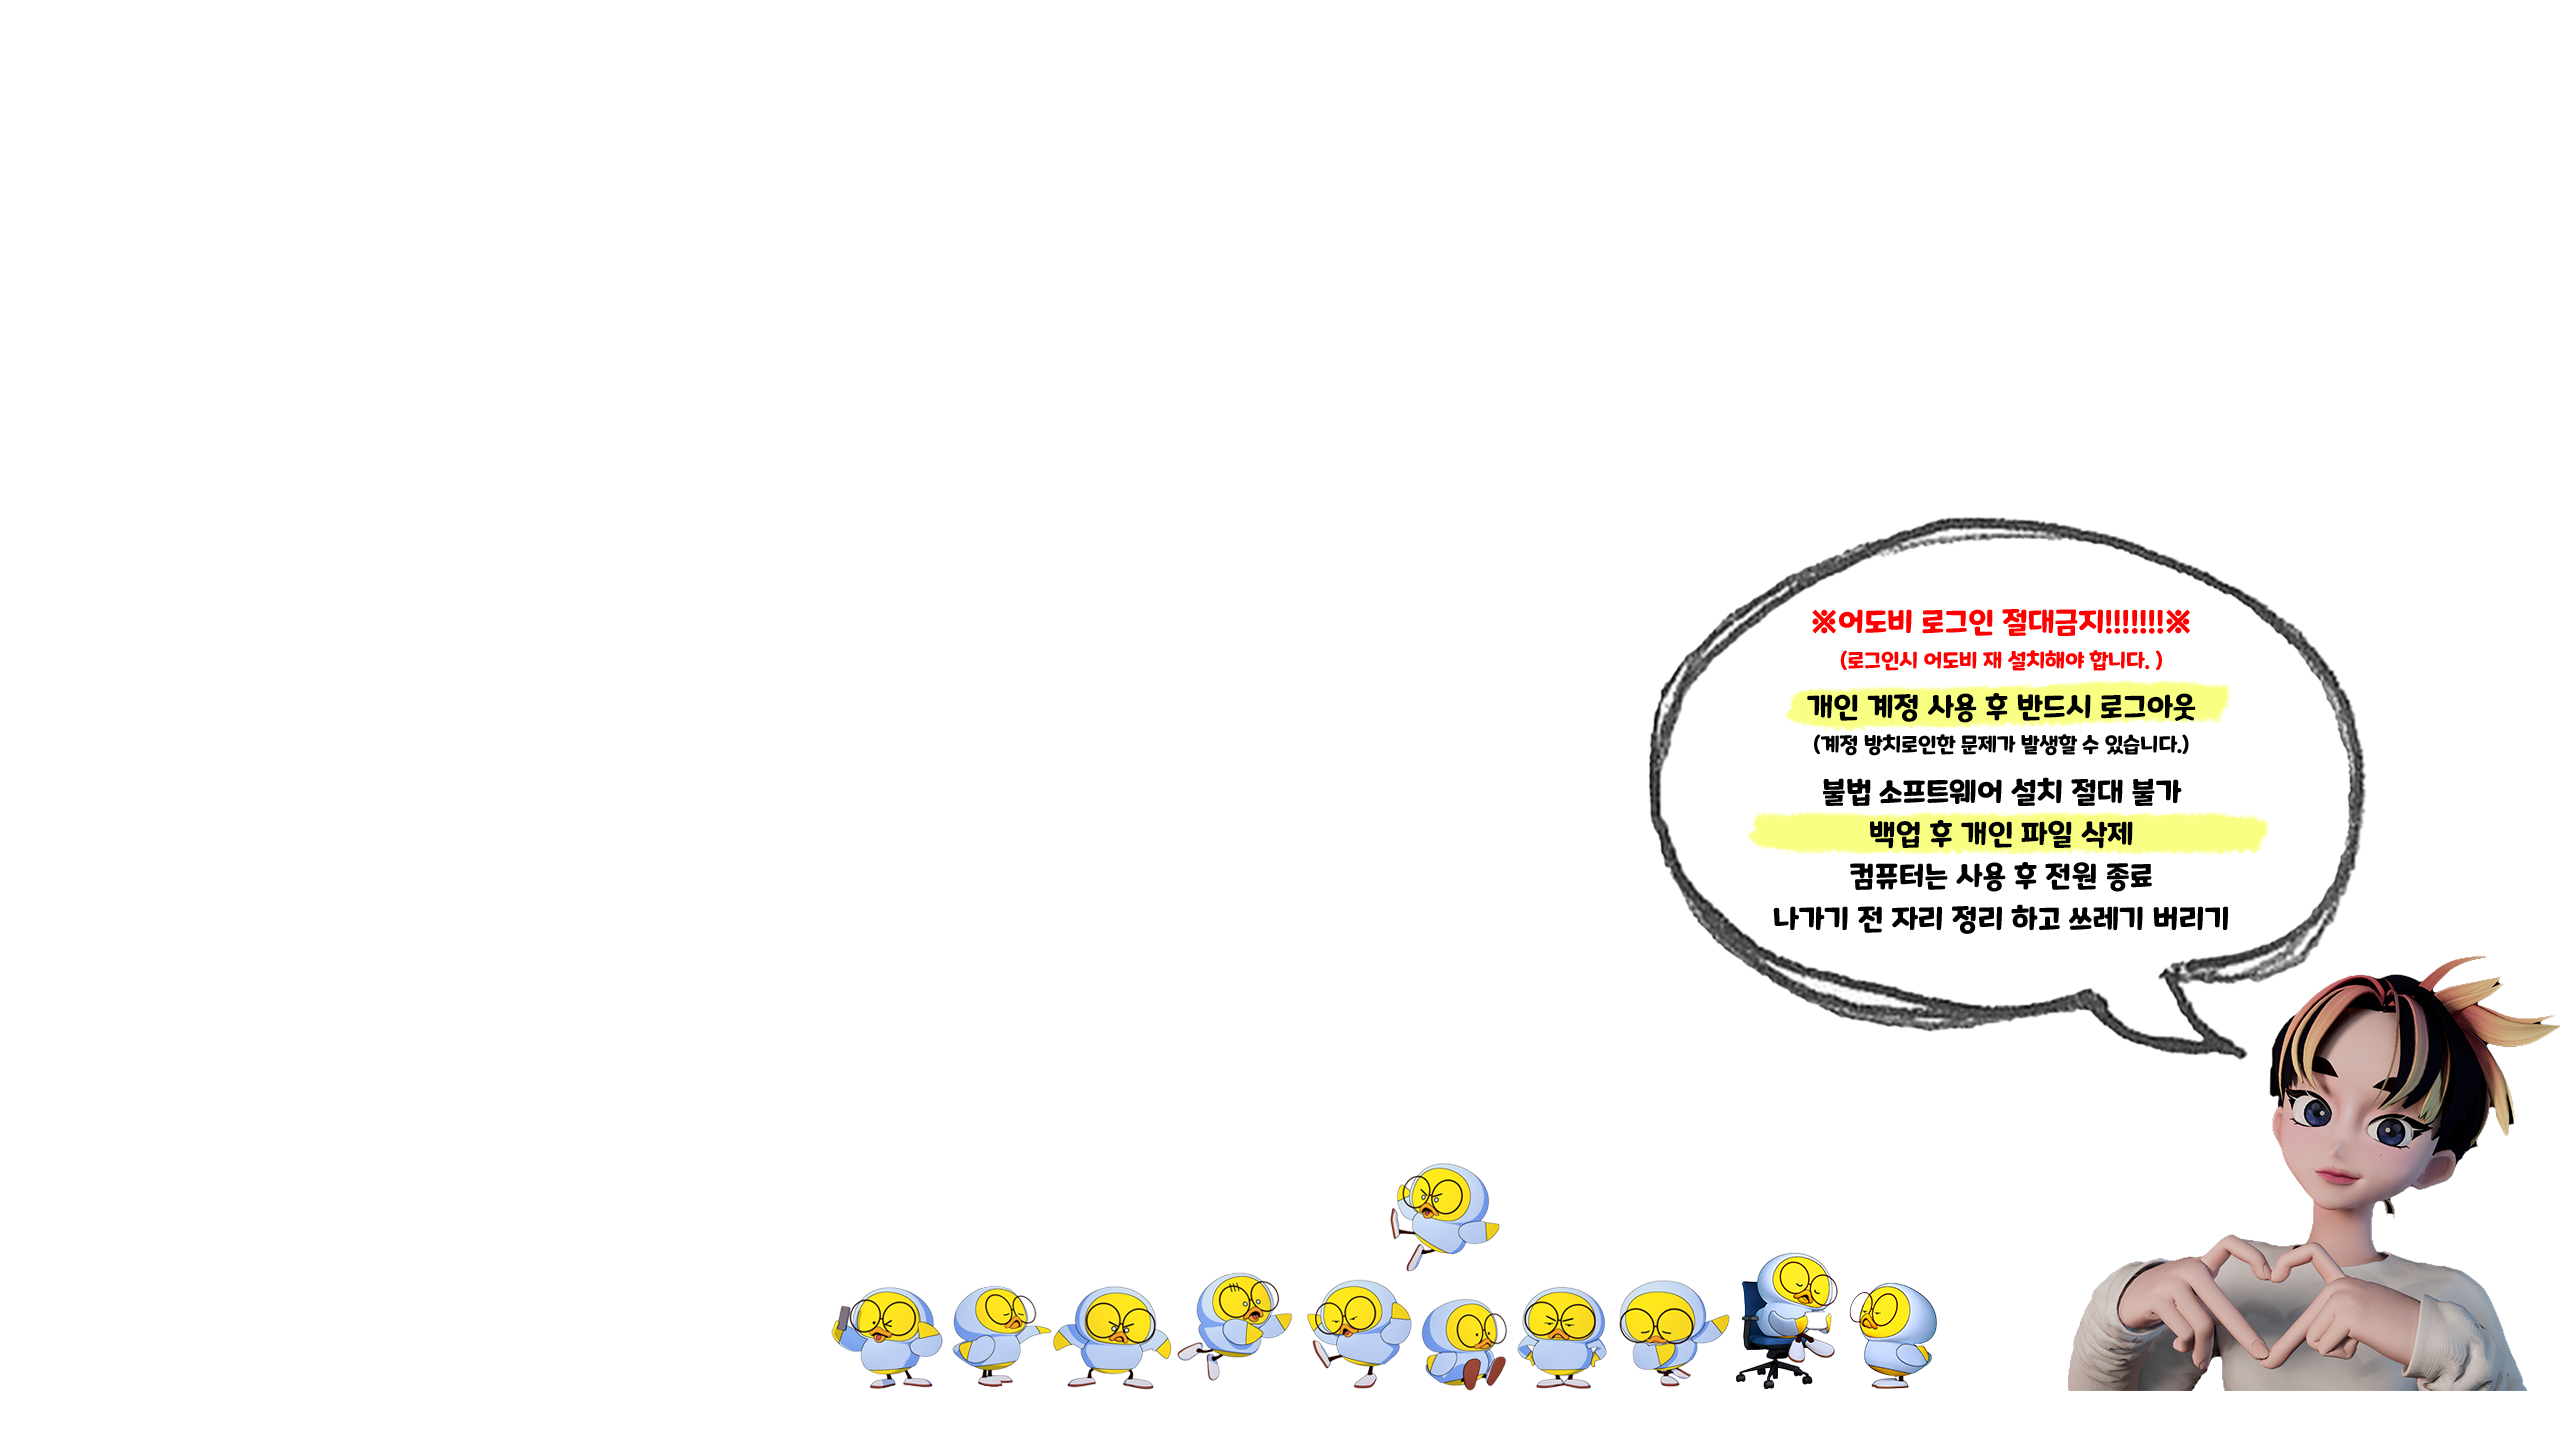 ※어도비 로그인 절대금지!!!!!!!※
(로그인시 어도비 재 설치해야 합니다. )
개인 계정 사용 후 반드시 로그아웃
(계정 방치로인한 문제가 발생할 수 있습니다.)
불법 소프트웨어 설치 절대 불가
백업 후 개인 파일 삭제
컴퓨터는 사용 후 전원 종료
나가기 전 자리 정리 하고 쓰레기 버리기